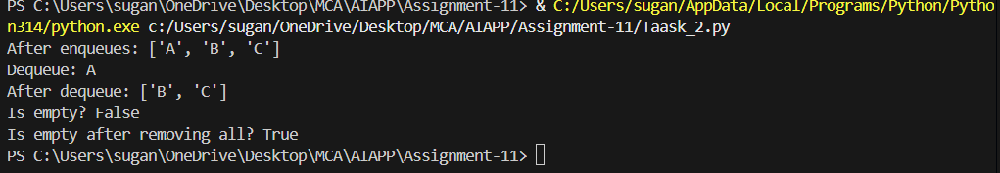 PS C:\Users\sugan\OneDrive\Desktop\MCA\AIAPP\Assignment-11> & C:/Users/sugan/AppData/Local/Programs/Python/Pytho
n314/python.exe c:/Users/sugan/OneDrive/Desktop/MCA/AIAPP/Assignment-11/Taask_2.py
After enqueues: ['A', 'B', 'C']
Dequeue: A
After dequeue: ['B', 'C']
Is empty? False
Is empty after removing all? True
PS C:\Users\sugan\OneDrive\Desktop\MCA\AIAPP\Assignment-11>